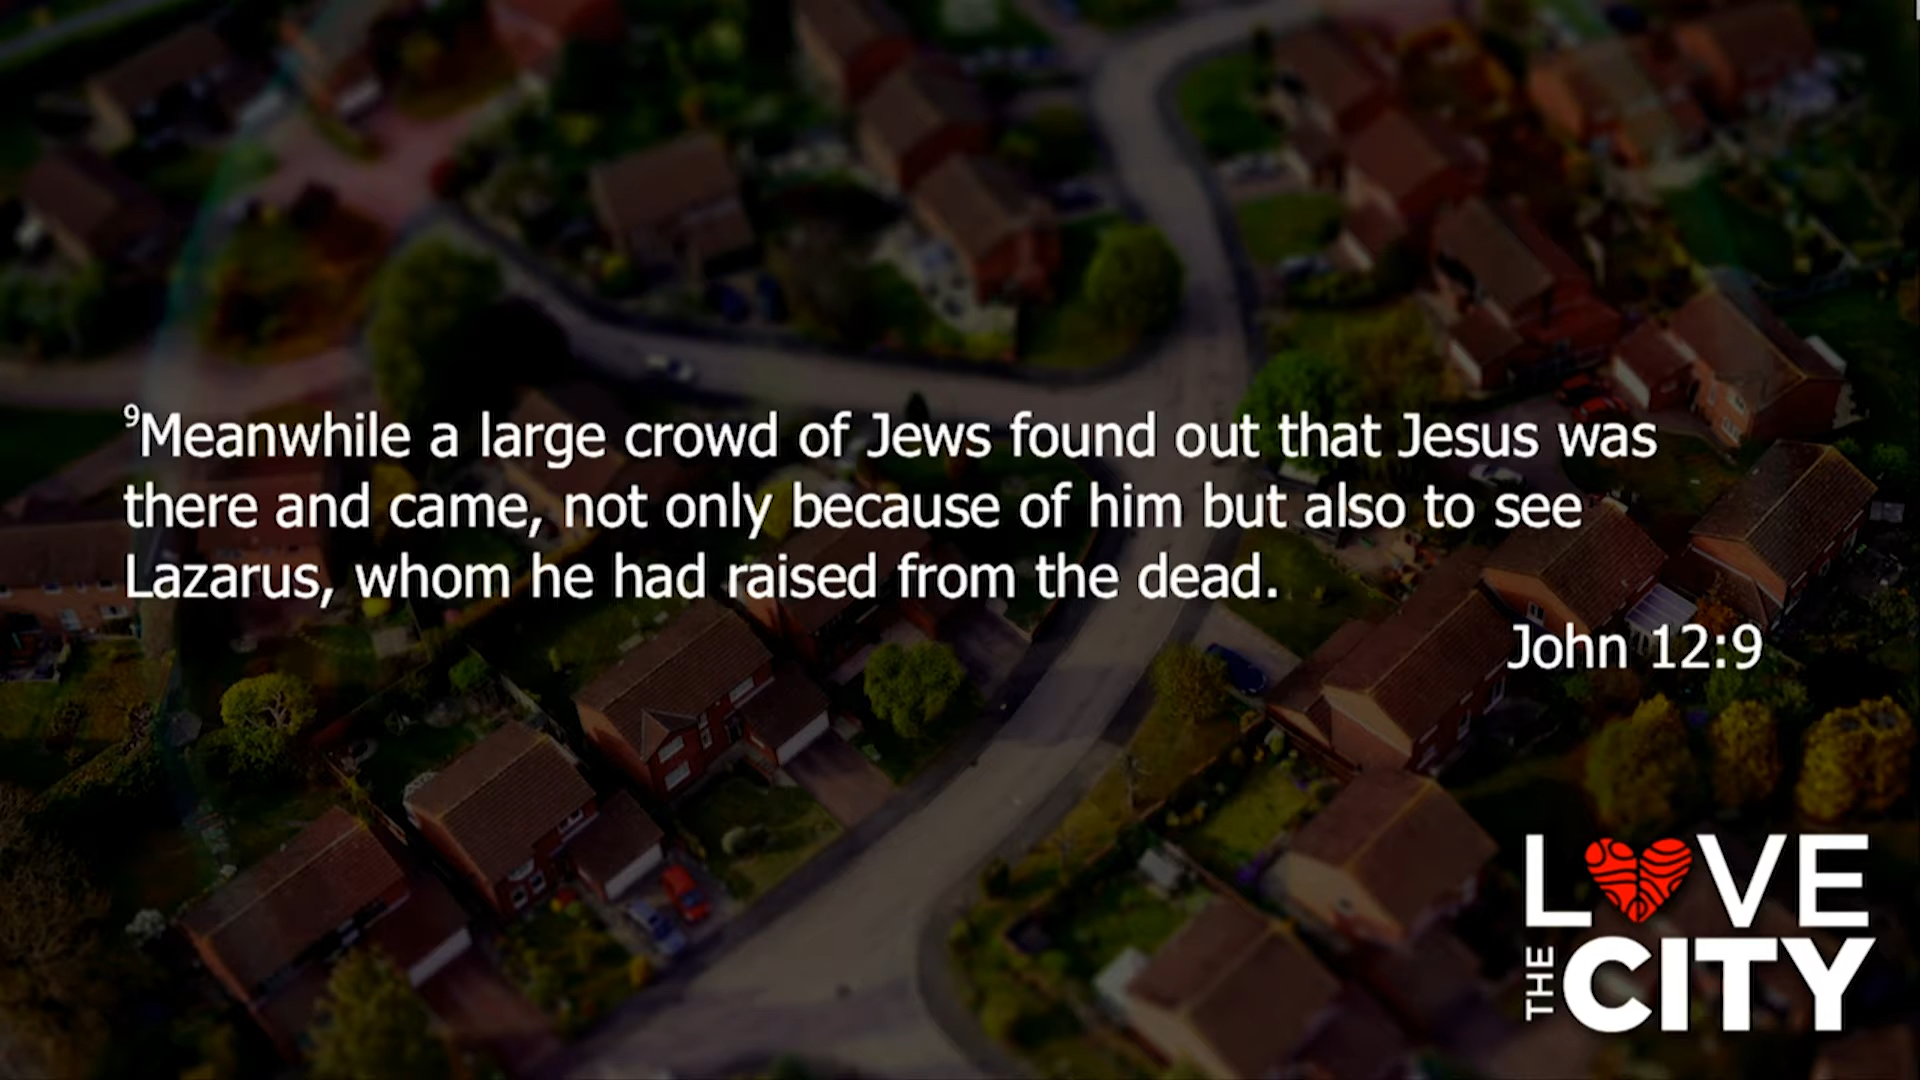 ⁹Meanwhile a large crowd of Jews found out that Jesus was
there and came, not only because of him but also to see
Lazarus, whom he had raised from the dead.
John 12:9
LOVE
THE CITY